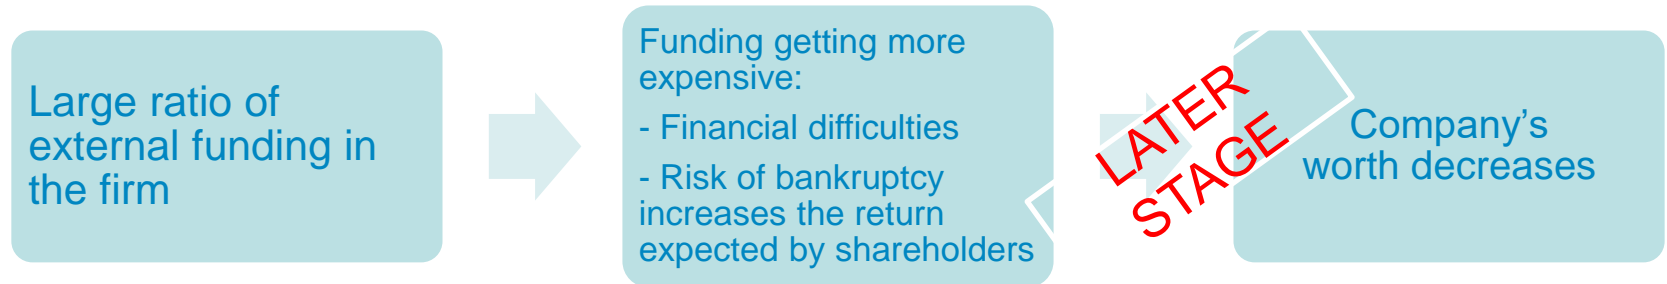 Large ratio of
external funding in
the firm
Funding getting more
expensive:
- Financial difficulties
- Risk of bankruptcy
increases the return
expected by shareholders
LATER
STAGE
Company’s
worth decreases